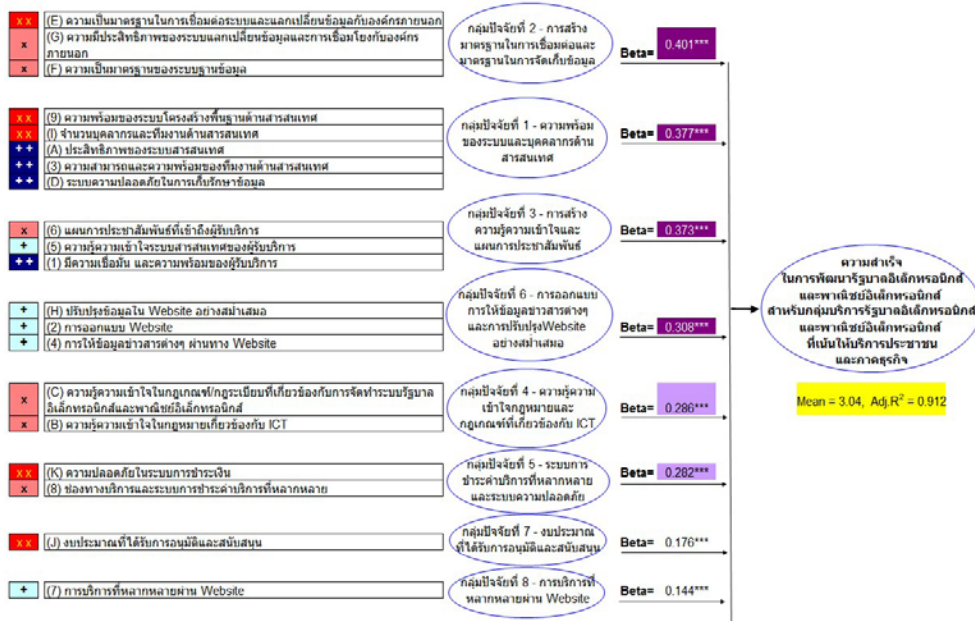 xx (E) ความเป็นมาตรฐานในการเชื่อมต่อระบบและแลกเปลี่ยนข้อมูลกับองค์กรภายนอก
x (G) ความมีประสิทธิภาพของระบบแลกเปลี่ยนข้อมูลและการเชื่อมโยงกับองค์กร
ภายนอก
x (F) ความเป็นมาตรฐานของระบบฐานข้อมูล
กลุ่มปัจจัยที่ 2 - การสร้าง
มาตรฐานในการเชื่อมต่อและ
มาตรฐานในการจัดเก็บข้อมูล
Beta= 0.401***
xx (9) ความพร้อมของระบบโครงสร้างพื้นฐานด้านสารสนเทศ
xx (I) จำนวนบุคลากรและทีมงานด้านสารสนเทศ
++ (A) ประสิทธิภาพของระบบสารสนเทศ
++ (3) ความสามารถและความพร้อมของทีมงานด้านสารสนเทศ
++ (D) ระบบความปลอดภัยในการเก็บรักษาข้อมูล
กลุ่มปัจจัยที่ 1 - ความพร้อม
ของระบบและบุคคลากรด้าน
สารสนเทศ
Beta= 0.377***
x (6) แผนการประชาสัมพันธ์ที่เข้าถึงผู้รับบริการ
+ (5) ความรู้ความเข้าใจระบบสารสนเทศของผู้รับบริการ
++ (1) มีความเชื่อมั่น และความพร้อมของผู้รับบริการ
กลุ่มปัจจัยที่ 3 - การสร้าง
ความรู้ความเข้าใจและ
แผนการประชาสัมพันธ์
Beta= 0.373***
+ (H) ปรับปรุงข้อมูลใน Website อย่างสม่ำเสมอ
+ (2) การออกแบบ Website
+ (4) การให้ข้อมูลข่าวสารต่างๆ ผ่านทาง Website
กลุ่มปัจจัยที่ 6 - การออกแบบ
การให้ข้อมูลข่าวสารต่างๆ
และการปรับปรุงWebsite
อย่างสม่ำเสมอ
Beta= 0.308***
x (C) ความรู้ความเข้าใจในกฎเกณฑ์/กฎระเบียบที่เกี่ยวข้องกับการจัดทำระบบรัฐบาล
อิเล็กทรอนิกส์และพาณิชย์อิเล็กทรอนิกส์
x (B) ความรู้ความเข้าใจในกฎหมายเกี่ยวข้องกับ ICT
กลุ่มปัจจัยที่ 4 - ความรู้ความ
เข้าใจกฎหมายและ
กฎเกณฑ์ที่เกี่ยวข้องกับ ICT
Beta= 0.286***
xx (K) ความปลอดภัยในระบบการชำระเงิน
x (8) ช่องทางบริการและระบบการชำระค่าบริการที่หลากหลาย
กลุ่มปัจจัยที่ 5 - ระบบการ
ชำระค่าบริการที่หลากหลาย
และระบบความปลอดภัย
Beta= 0.282***
xx (J) งบประมาณที่ได้รับการอนุมัติและสนับสนุน
กลุ่มปัจจัยที่ 7 - งบประมาณ
ที่ได้รับการอนุมัติและสนับสนุน
Beta= 0.176***
+ (7) การบริการที่หลากหลายผ่าน Website
กลุ่มปัจจัยที่ 8 - การบริการที่
หลากหลายผ่าน Website
Beta= 0.144***
ความสำเร็จ
ในการพัฒนารัฐบาลอิเล็กทรอนิกส์
และพาณิชย์อิเล็กทรอนิกส์
สำหรับกลุ่มบริการรัฐบาลอิเล็กทรอนิกส์
และพาณิชย์อิเล็กทรอนิกส์
ที่เน้นให้บริการประชาชน
และภาคธุรกิจ
Mean = 3.04, Adj.R² = 0.912